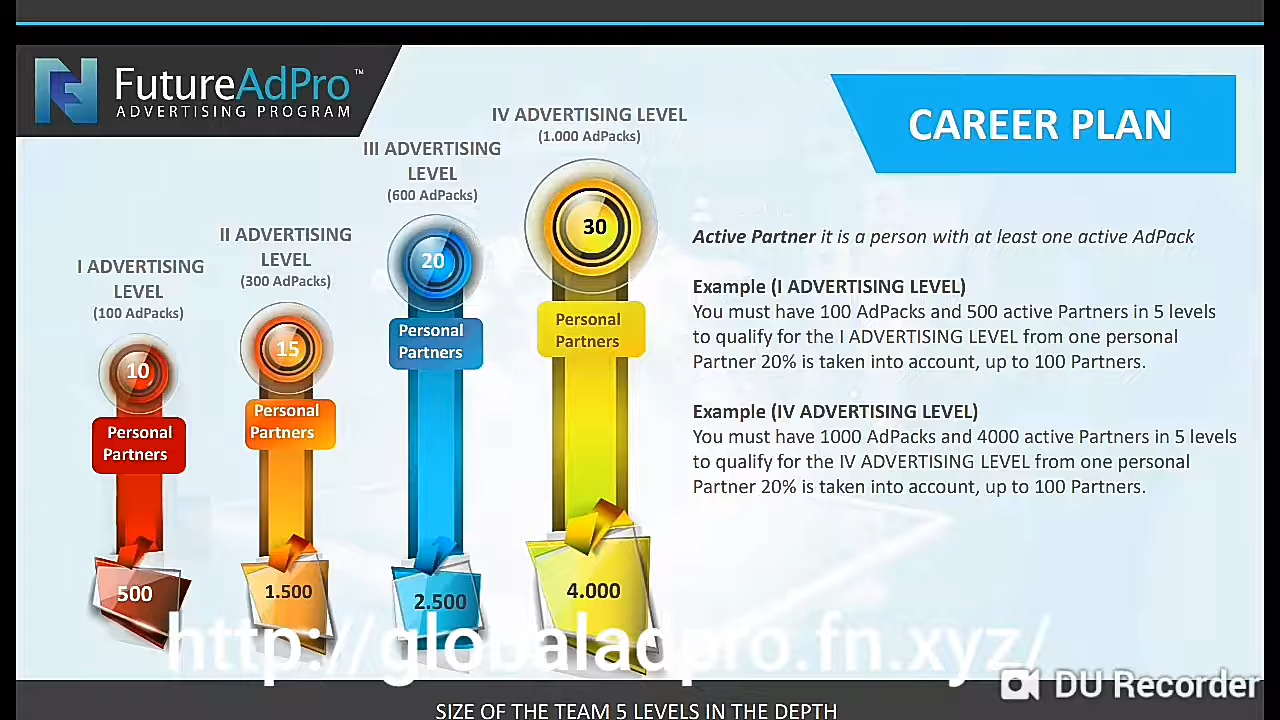 FutureAdPro™
ADVERTISING PROGRAM
CAREER PLAN
IV ADVERTISING LEVEL
(1.000 AdPacks)
III ADVERTISING
LEVEL
(600 AdPacks)
II ADVERTISING
LEVEL
(300 AdPacks)
I ADVERTISING
LEVEL
(100 AdPacks)
10
15
20
30
Personal
Partners
Personal
Partners
Personal
Partners
Personal
Partners
500
1.500
2.500
4.000
Active Partner it is a person with at least one active AdPack
Example (I ADVERTISING LEVEL)
You must have 100 AdPacks and 500 active Partners in 5 levels
to qualify for the I ADVERTISING LEVEL from one personal
Partner 20% is taken into account, up to 100 Partners.
Example (IV ADVERTISING LEVEL)
You must have 1000 AdPacks and 4000 active Partners in 5 levels
to qualify for the IV ADVERTISING LEVEL from one personal
Partner 20% is taken into account, up to 100 Partners.
http://globaladpro.fn.xyz/
DU Recorder
SIZE OF THE TEAM 5 LEVELS IN THE DEPTH